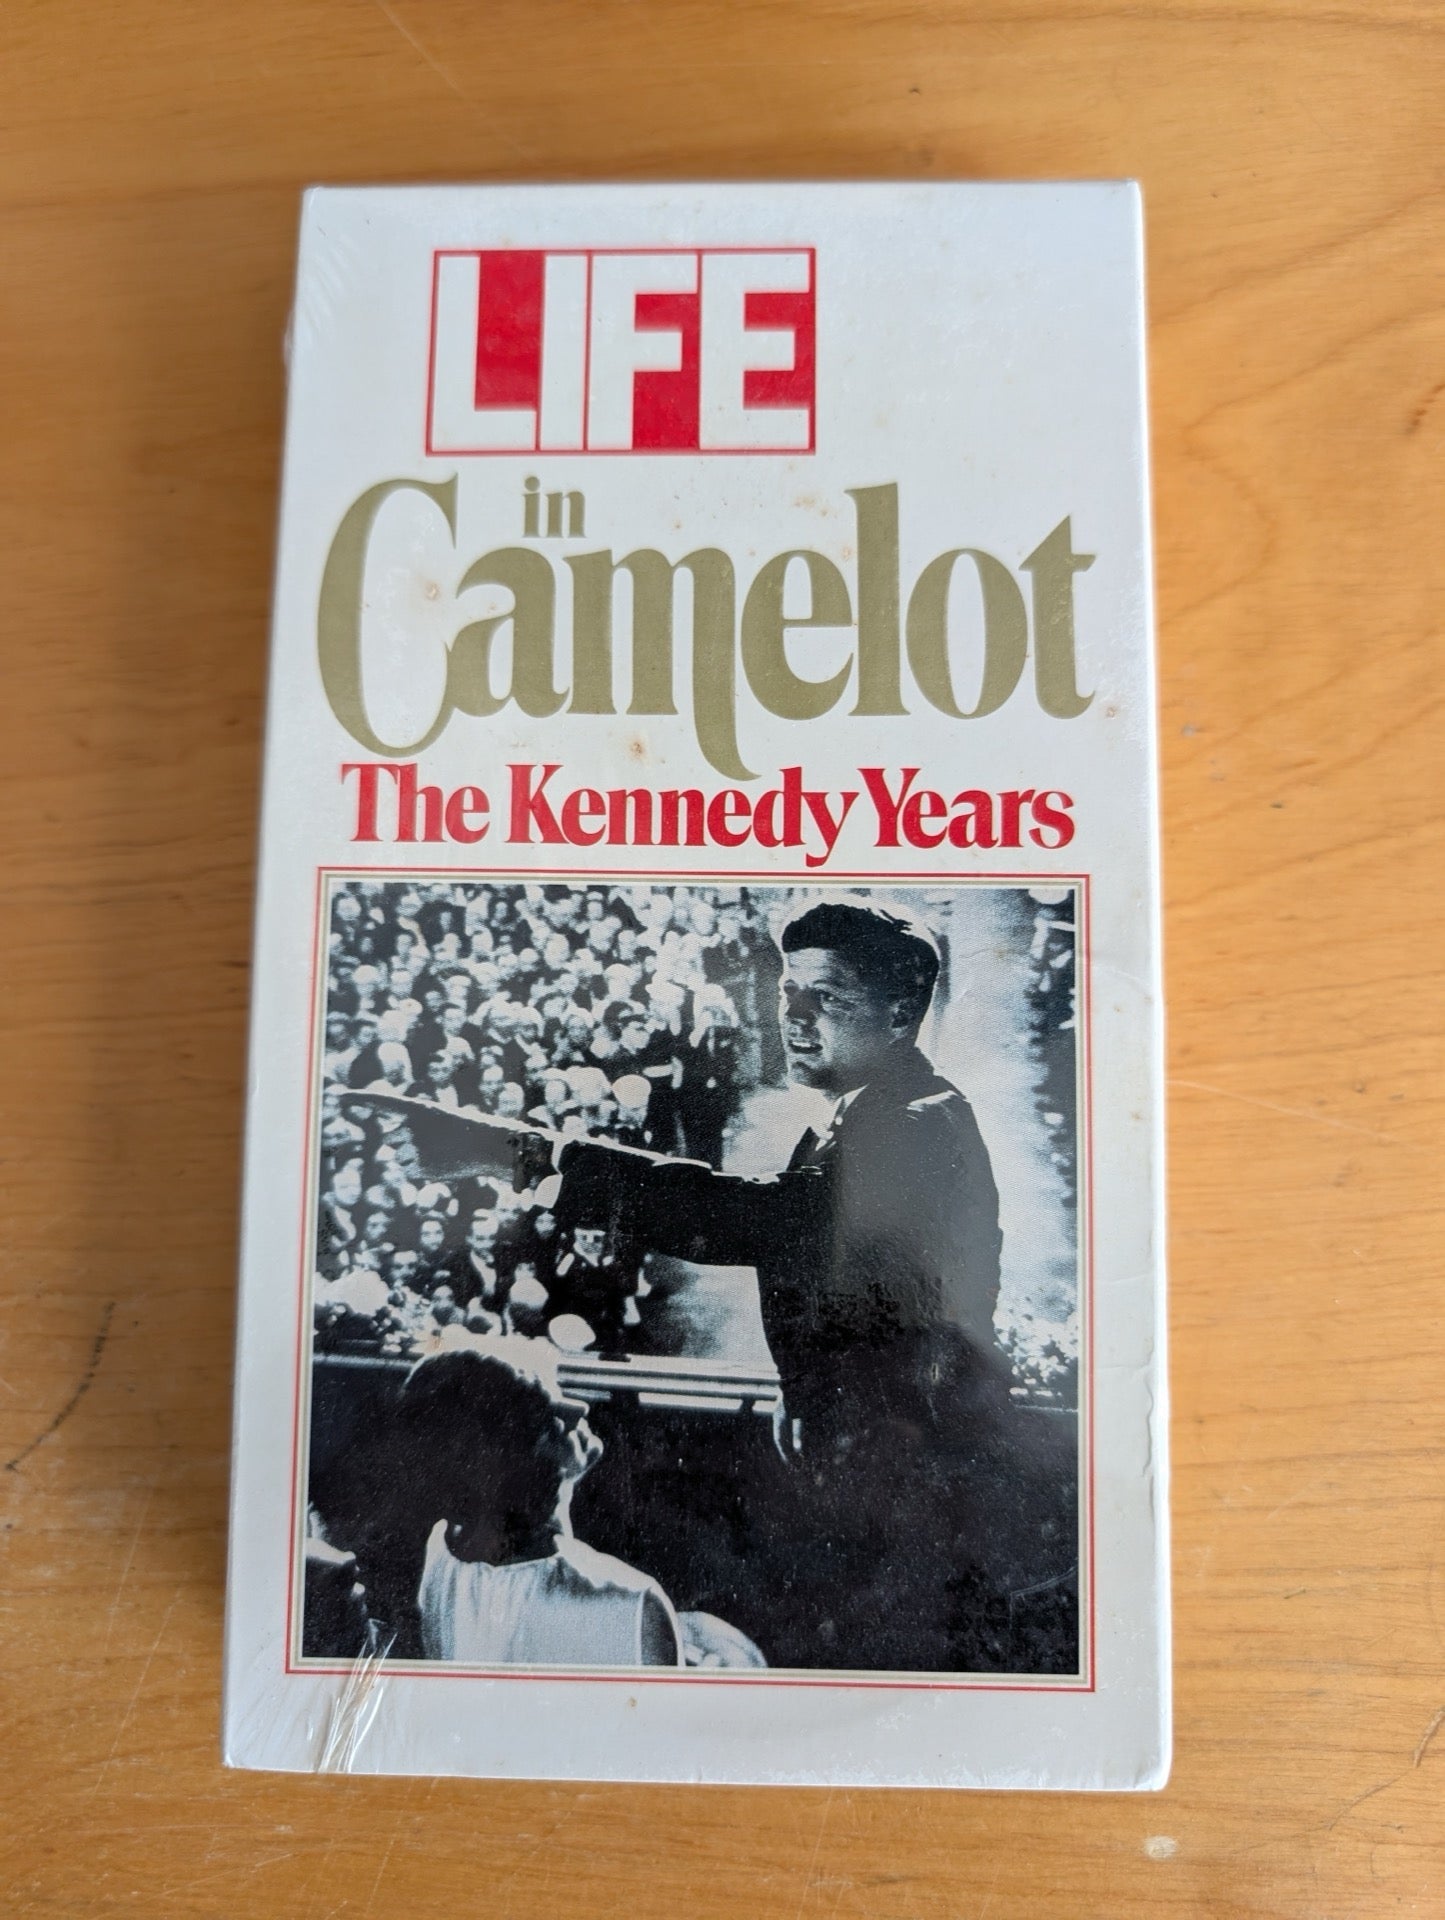 LIFE
in
Camelot
The Kennedy Years